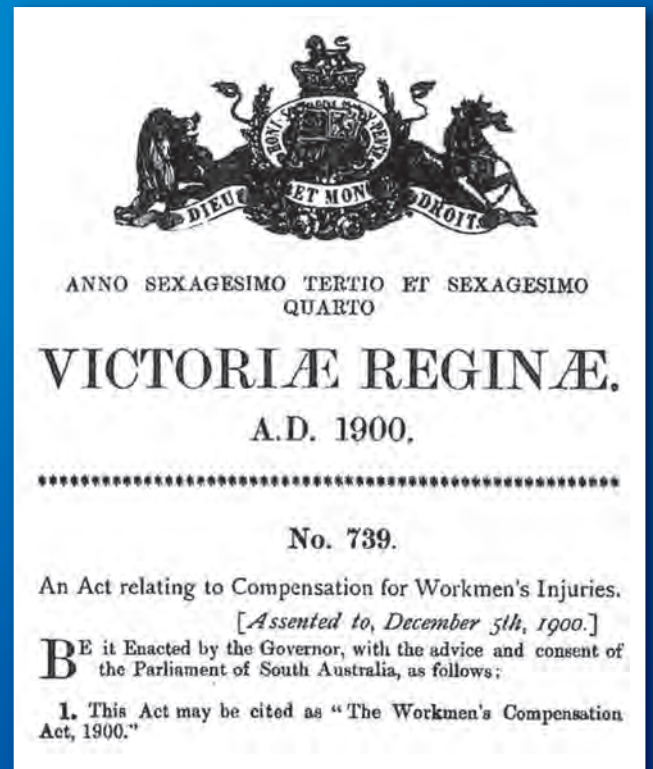 HONI S
Y PENSE
DIEU ET MON DROIT.
ANNO SEXAGESIMO TERTIO ET SEXAGESIMO
QUARTO
VICTORIÆ REGINÆ.
A.D. 1900.
No. 739.
An Act relating to Compensation for Workmen's Injuries.
[Assented to, December 5th, 1900.]
BE it Enacted by the Governor, with the advice and consent of
the Parliament of South Australia, as follows:
1. This Act may be cited as "The Workmen's Compensation
Act, 1900."